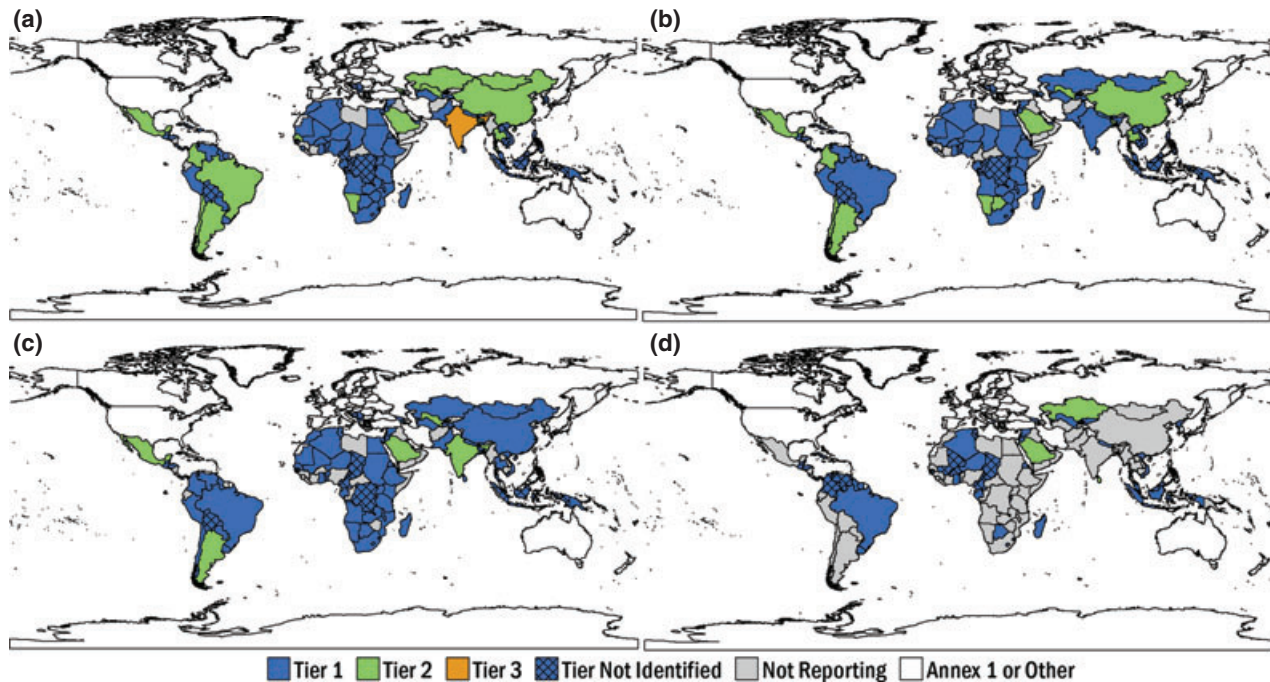 (a)
(b)
(c)
(d)
Tier 1 Tier 2 Tier 3 Tier Not Identified Not Reporting Annex 1 or Other